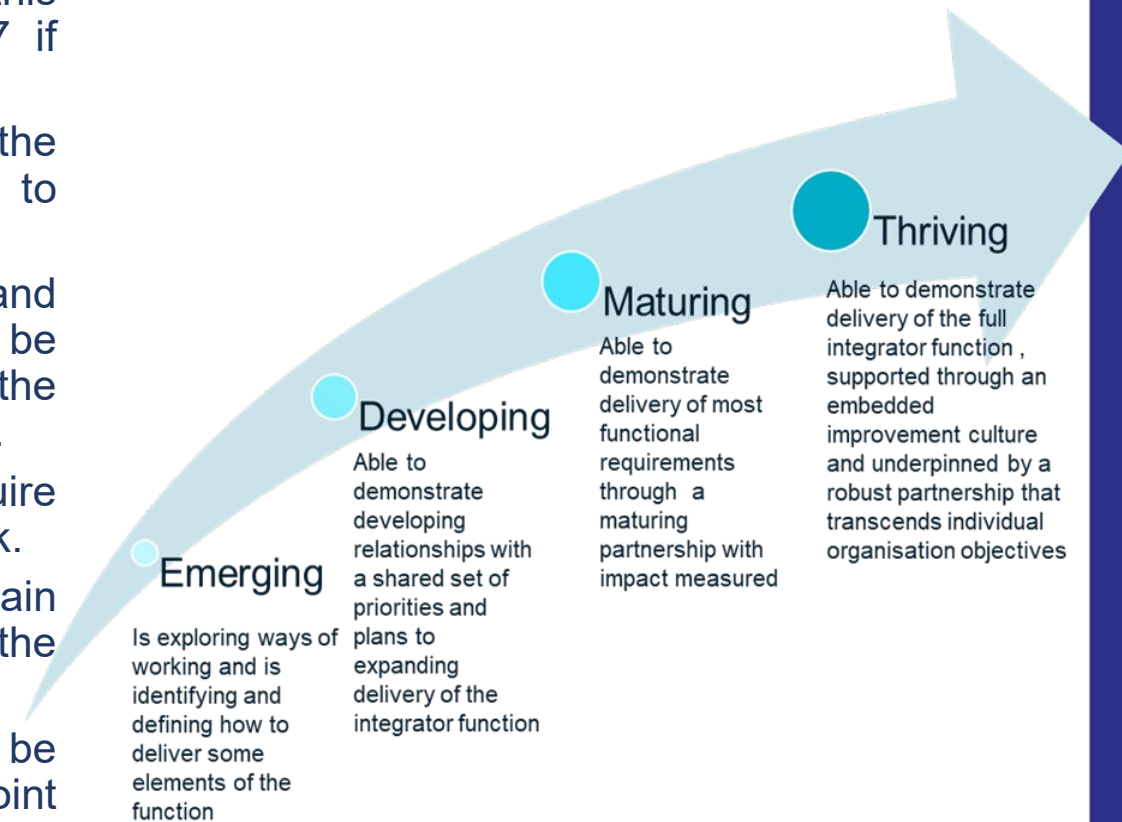 this
7 if
the
to
and
be
the
.
uire
k.
ain
the
be
oint
Emerging
Is exploring ways of
working and is
identifying and
defining how to
deliver some
elements of the
function
Developing
Able to
demonstrate
developing
relationships with
a shared set of
priorities and
plans to
expanding
delivery of the
integrator function
Maturing
Able to
demonstrate
delivery of most
functional
requirements
through a
maturing
partnership with
impact measured
Thriving
Able to demonstrate
delivery of the full
integrator function ,
supported through an
embedded
improvement culture
and underpinned by a
robust partnership that
transcends individual
organisation objectives